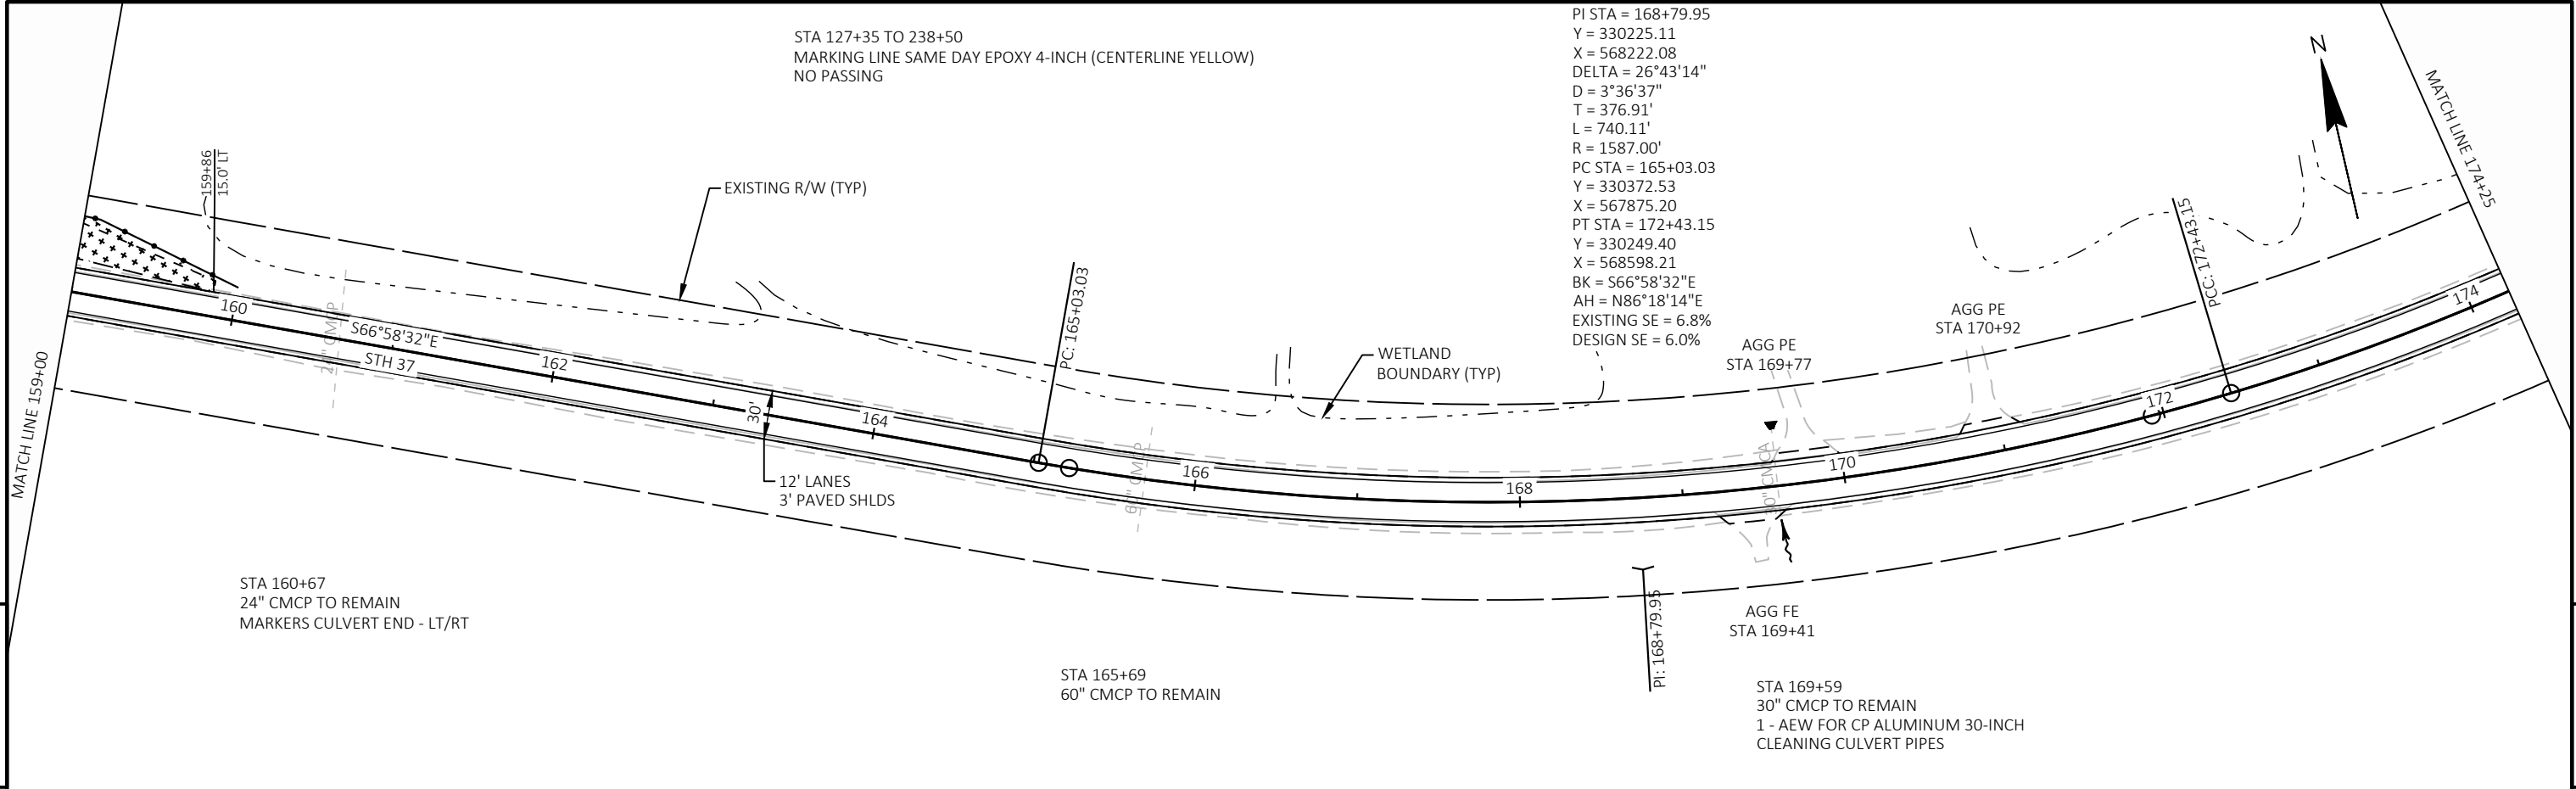 STA 127+35 TO 238+50
MARKING LINE SAME DAY EPOXY 4-INCH (CENTERLINE YELLOW)
NO PASSING
PI STA = 168+79.95
Y = 330225.11
X = 568222.08
DELTA = 26°43'14"
D = 3°36'37"
T = 376.91'
L = 740.11'
R = 1587.00'
PC STA = 165+03.03
Y = 330372.53
X = 567875.20
PT STA = 172+43.15
Y = 330249.40
X = 568598.21
BK = S66°58'32"E
AH = N86°18'14"E
EXISTING SE = 6.8%
DESIGN SE = 6.0%
N
MATCH LINE 174+25
159+86
15.0' LT
EXISTING R/W (TYP)
PC: 165+03.03
PCC: 172+43.15
WETLAND
BOUNDARY (TYP)
AGG PE
STA 169+77
AGG PE
STA 170+92
MATCH LINE 159+00
160
24" CMCP
S66°58'32"E
STH 37
162
30'
164
12' LANES
3' PAVED SHLDS
60" CMCP
166
168
30" CMCA
170
172
174
PI: 168+79.95
AGG FE
STA 169+41
STA 160+67
24" CMCP TO REMAIN
MARKERS CULVERT END - LT/RT
STA 165+69
60" CMCP TO REMAIN
STA 169+59
30" CMCP TO REMAIN
1 - AEW FOR CP ALUMINUM 30-INCH
CLEANING CULVERT PIPES